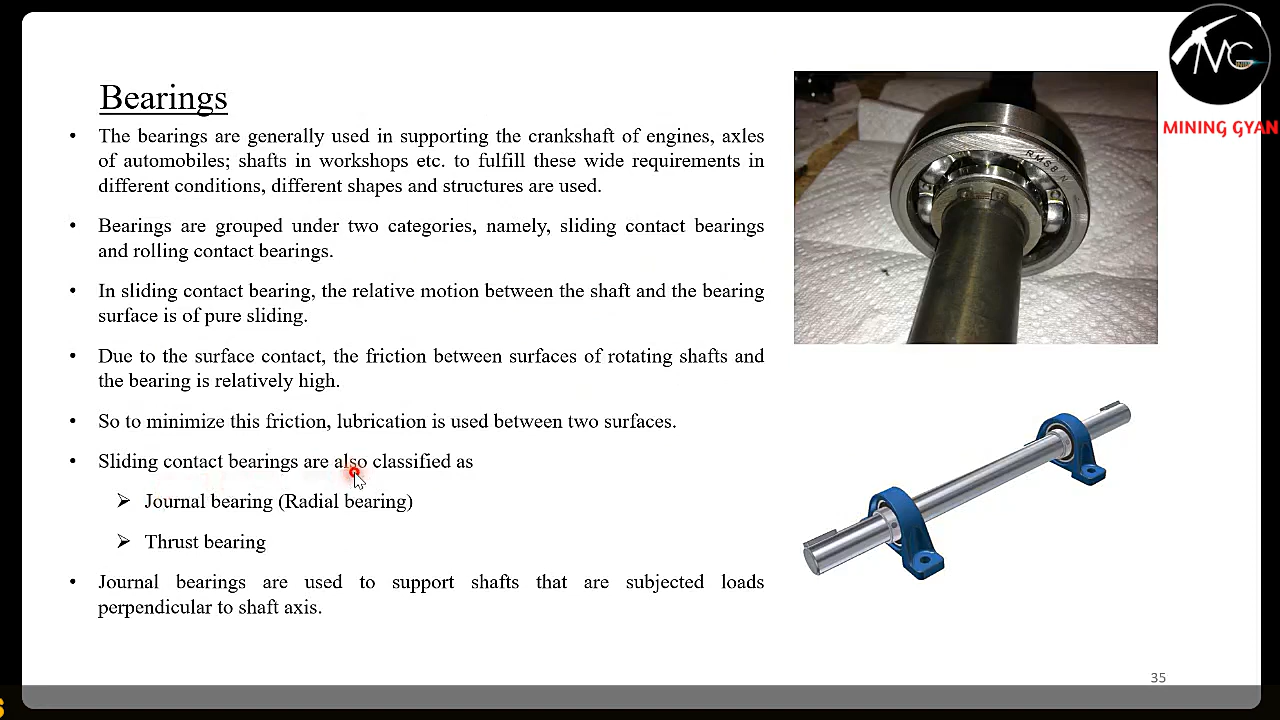 Bearings
• The bearings are generally used in supporting the crankshaft of engines, axles
of automobiles; shafts in workshops etc. to fulfill these wide requirements in
different conditions, different shapes and structures are used.
• Bearings are grouped under two categories, namely, sliding contact bearings
and rolling contact bearings.
• In sliding contact bearing, the relative motion between the shaft and the bearing
surface is of pure sliding.
• Due to the surface contact, the friction between surfaces of rotating shafts and
the bearing is relatively high.
• So to minimize this friction, lubrication is used between two surfaces.
• Sliding contact bearings are also classified as
➢ Journal bearing (Radial bearing)
➢ Thrust bearing
• Journal bearings are used to support shafts that are subjected loads
perpendicular to shaft axis.
MG
MINING GYAN
35